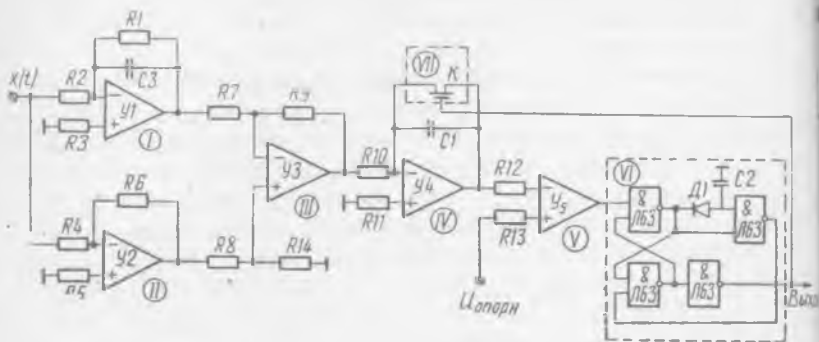 x(t)
R1
C3
R2
R3
У1
I
R4
R6
У2
II
R7
R8
У3
III
R14
R10
R11
VII
K
C1
У4
IV
R12
R13
У5
V
Uопорн
VI
&
Л63
Д1
C2
&
Л63
&
Л63
&
Л63